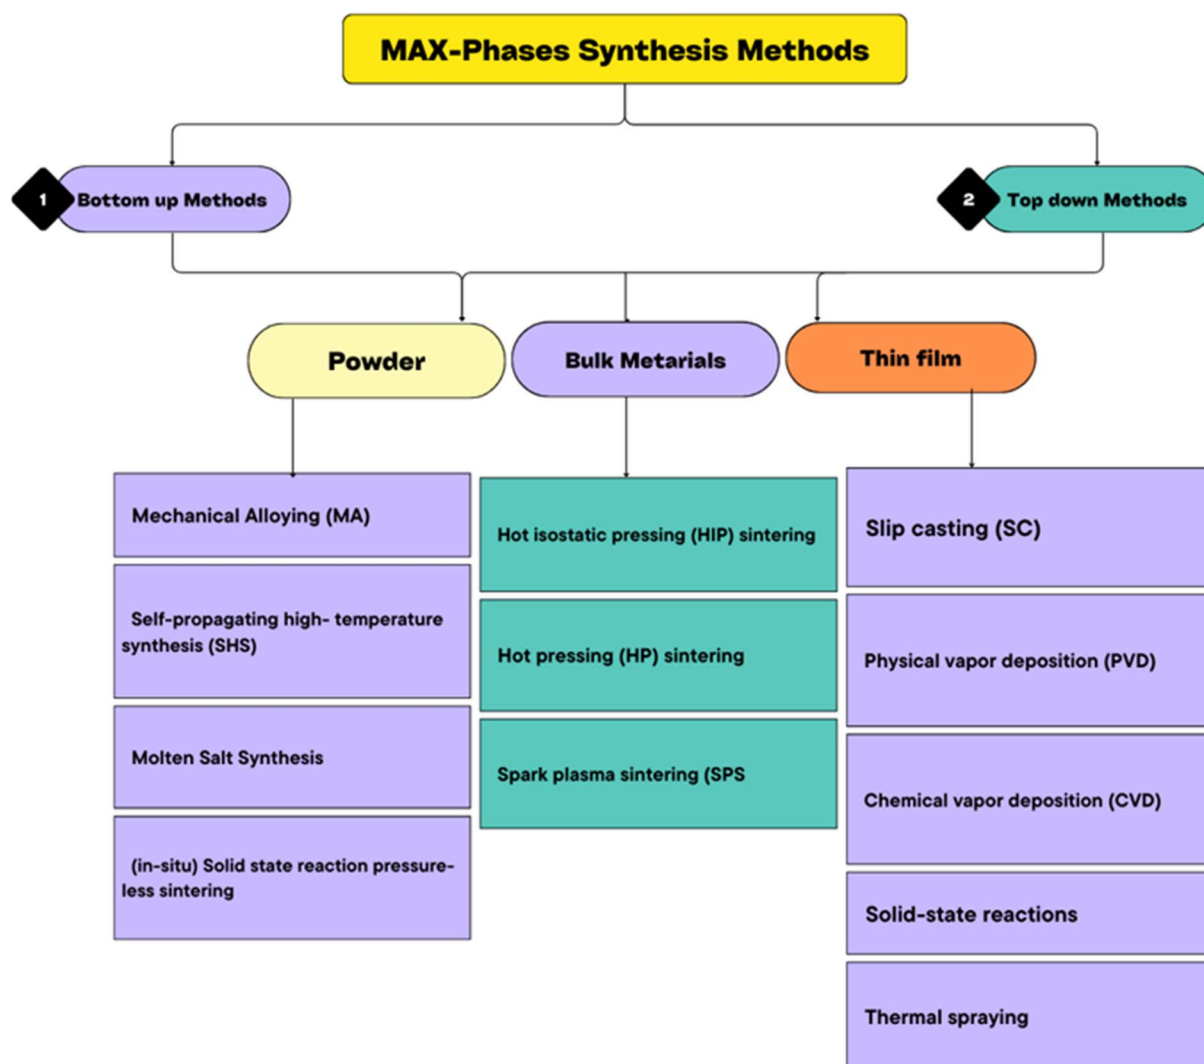 MAX-Phases Synthesis Methods
1
Bottom up Methods
2
Top down Methods
Powder
Bulk Metarials
Thin film
Mechanical Alloying (MA)
Self-propagating high- temperature
synthesis (SHS)
Molten Salt Synthesis
(in-situ) Solid state reaction pressure-
less sintering
Hot isostatic pressing (HIP) sintering
Hot pressing (HP) sintering
Spark plasma sintering (SPS
Slip casting (SC)
Physical vapor deposition (PVD)
Chemical vapor deposition (CVD)
Solid-state reactions
Thermal spraying